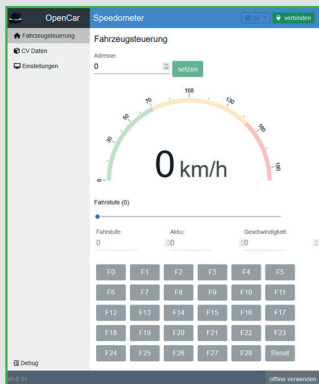 OpenCar
Speedometer
de
verbinden
Fahrzeugsteuerung
CV Daten
Einstellungen
Fahrzeugsteuerung
Adresse:
0
setzen
0
30
50
70
100
130
160
190
0 km/h
Fahrstufe (0)
Fahrstufe:
Akku:
Geschwindigkeit:
0
0
0
F0 F1 F2 F3 F4 F5
F6 F7 F8 F9 F10 F11
F12 F13 F14 F15 F16 F17
F18 F19 F20 F21 F22 F23
F24 F25 F26 F27 F28 Reset
Debug
offline verwenden